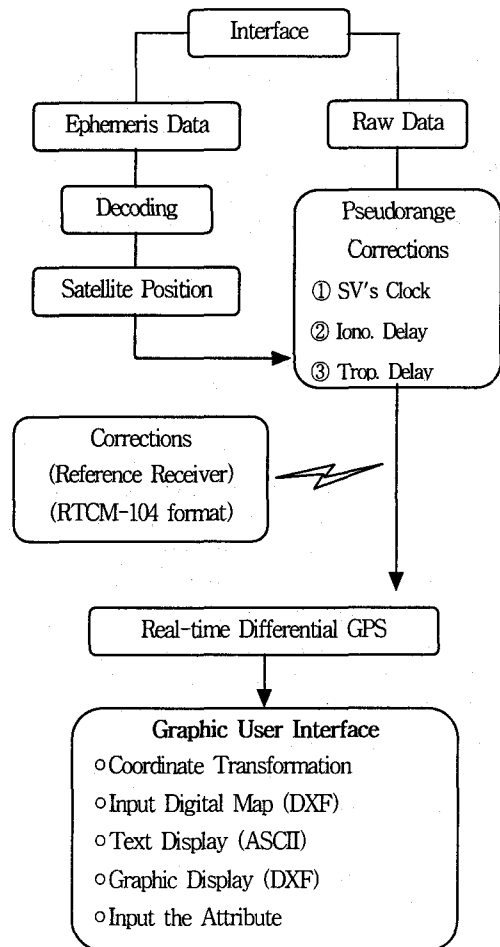 Interface
Ephemeris Data
Raw Data
Decoding
Satellite Position
Pseudorange
Corrections
① SV's Clock
② Iono. Delay
③ Trop. Delay
Corrections
(Reference Receiver)
(RTCM-104 format)
Real-time Differential GPS
Graphic User Interface
○ Coordinate Transformation
○ Input Digital Map (DXF)
○ Text Display (ASCII)
○ Graphic Display (DXF)
○ Input the Attribute